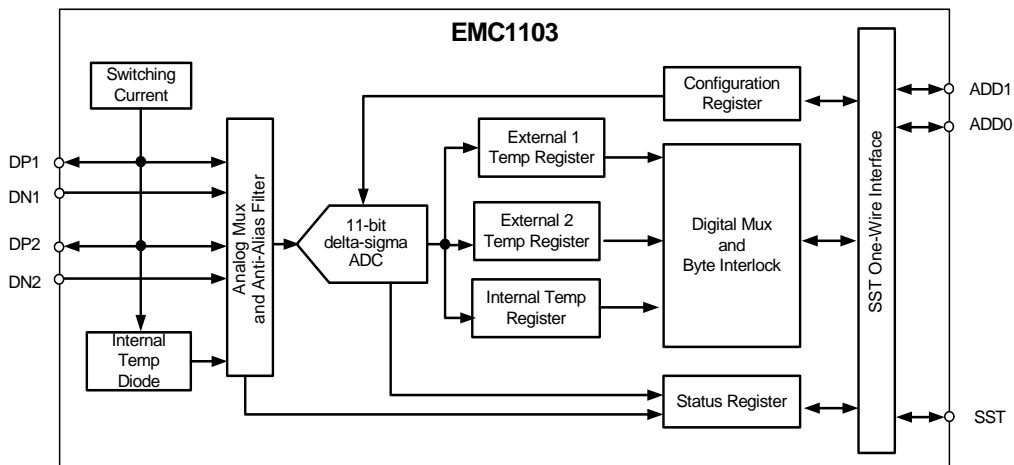 EMC1103
Switching
Current
Configuration
Register
ADD1
ADD0
External 1
Temp Register
DP1
DN1
Analog Mux
and Anti-Alias Filter
11-bit
delta-sigma
ADC
External 2
Temp Register
Digital Mux
and
Byte Interlock
SST One-Wire Interface
DP2
DN2
Internal Temp
Register
Internal
Temp
Diode
Status Register
SST